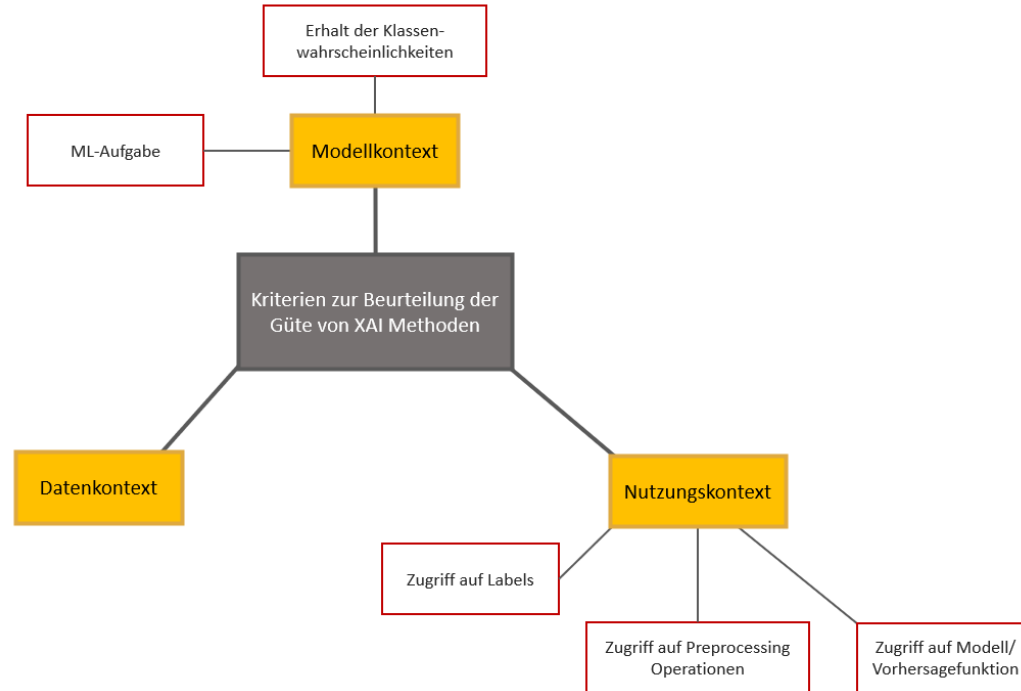 Erhalt der Klassen-
wahrscheinlichkeiten
ML-Aufgabe
Modellkontext
Kriterien zur Beurteilung der
Güte von XAI Methoden
Datenkontext
Nutzungskontext
Zugriff auf Labels
Zugriff auf Preprocessing
Operationen
Zugriff auf Modell/
Vorhersagefunktion